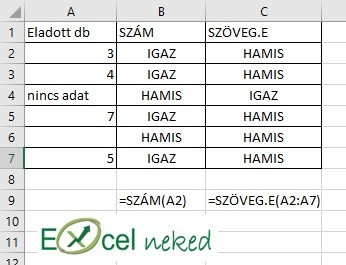 A B C
1 Eladott db SZÁM SZÖVEG.E
2 3 IGAZ HAMIS
3 4 IGAZ HAMIS
4 nincs adat HAMIS IGAZ
5 7 IGAZ HAMIS
6 HAMIS HAMIS
7 5 IGAZ HAMIS
8
9 =SZÁM(A2) =SZÖVEG.E(A2:A7)
10
11 Excel neked
12